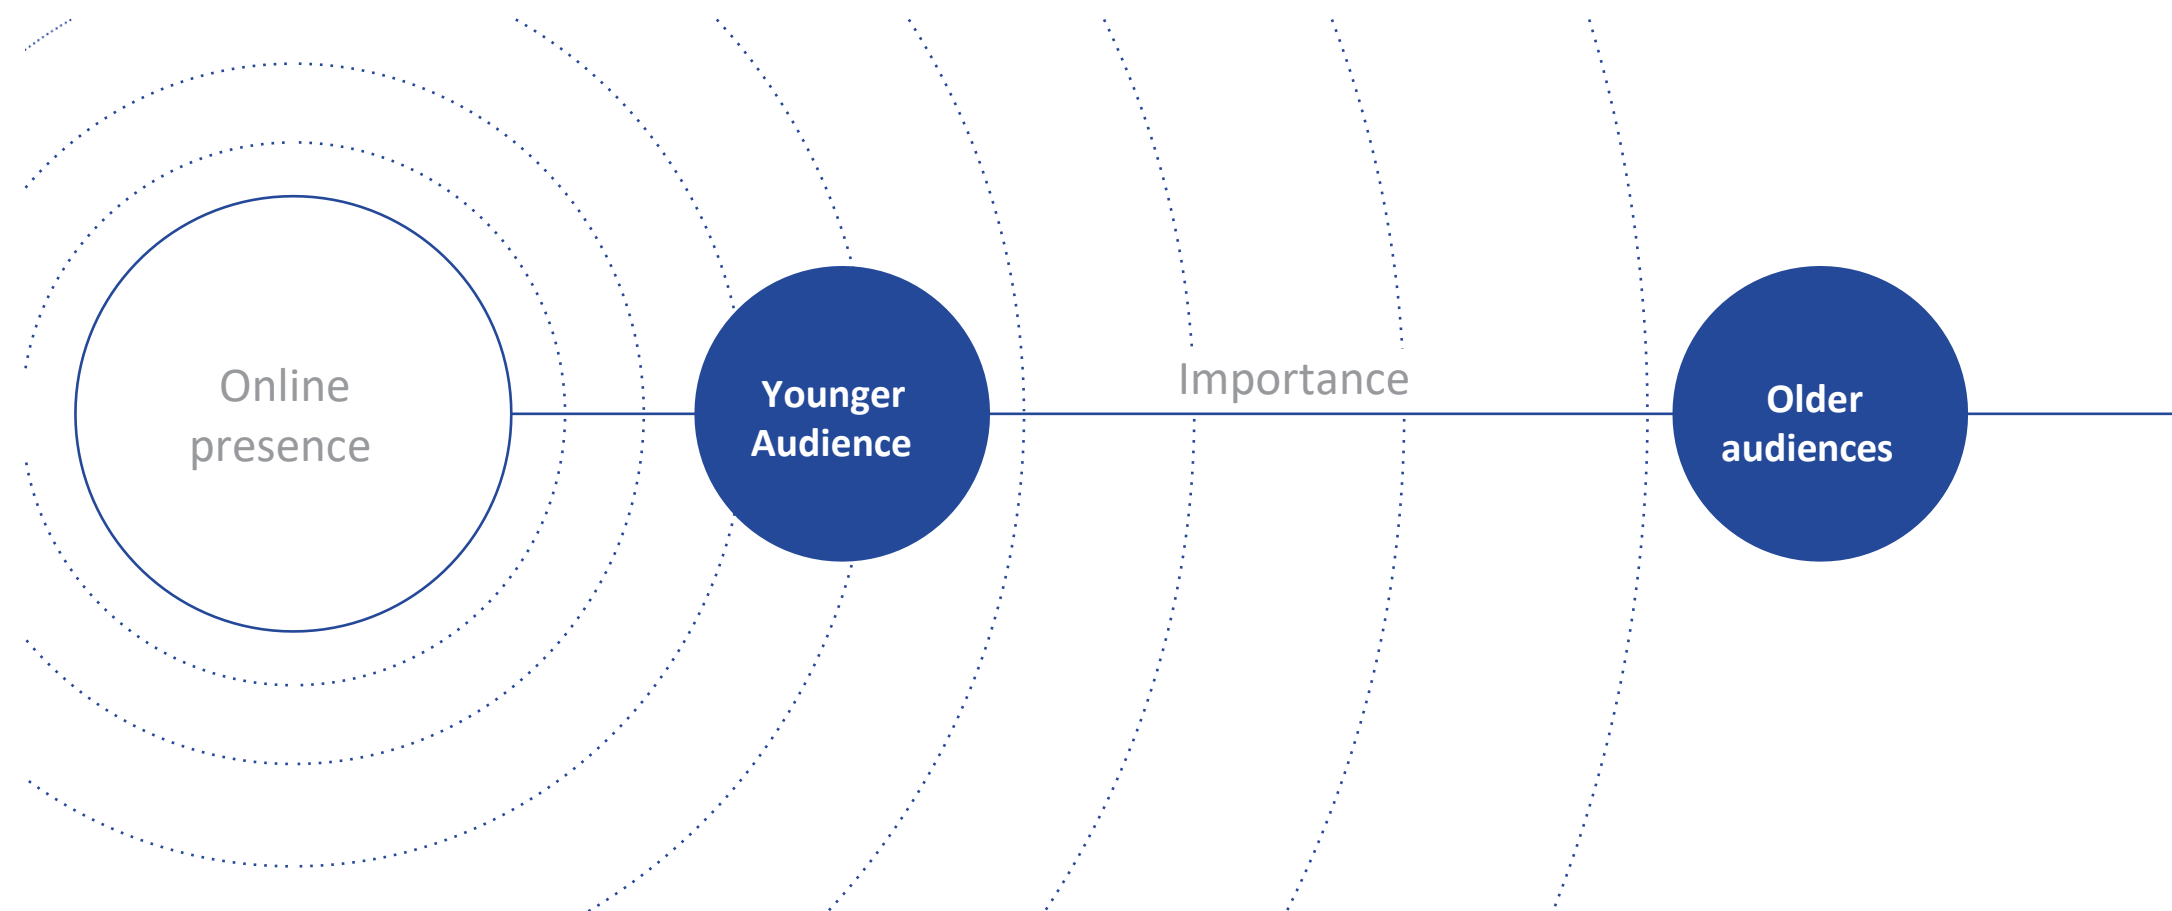 Online
presence
Younger
Audience
Importance
Older
audiences